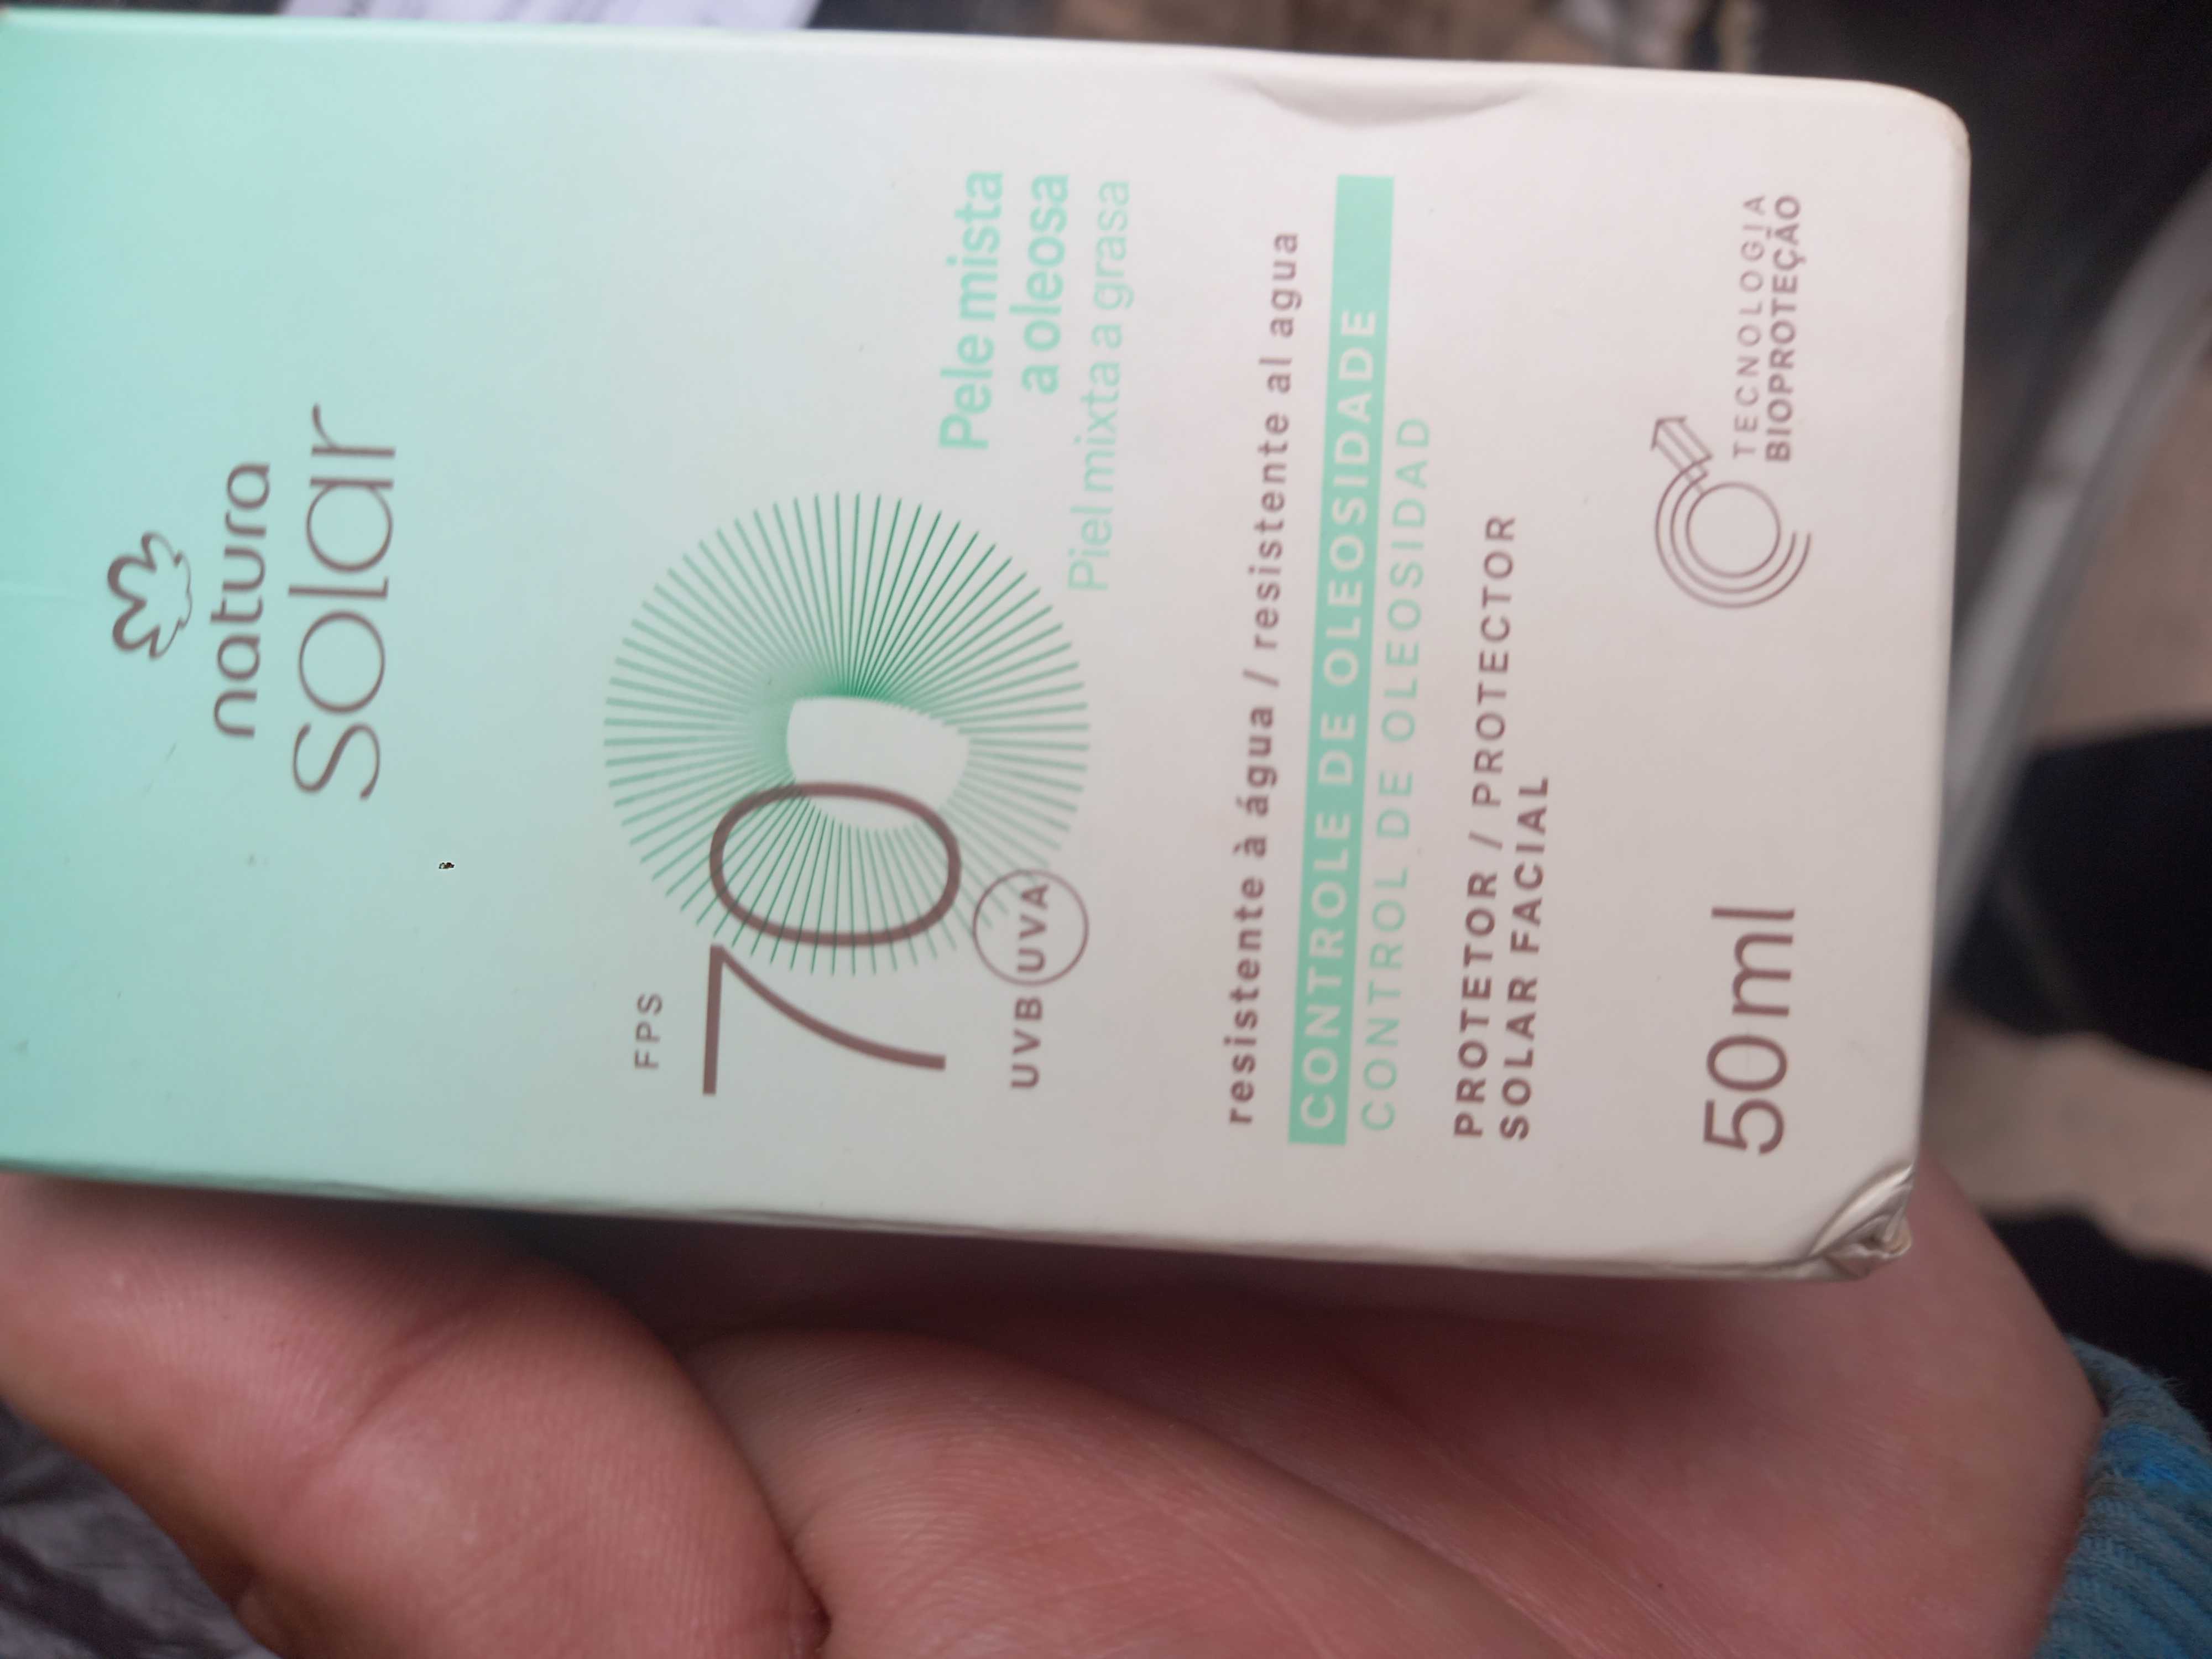 natura
solar
FPS
70
UVB UVA
Pele mista
a oleosa
Piel mixta a grasa
resistente à água / resistente al agua
CONTROLE DE OLEOSIDADE
CONTROL DE OLEOSIDAD
PROTETOR / PROTECTOR
SOLAR FACIAL
50ml
TECNOLOGIA
BIOPROTEÇÃO